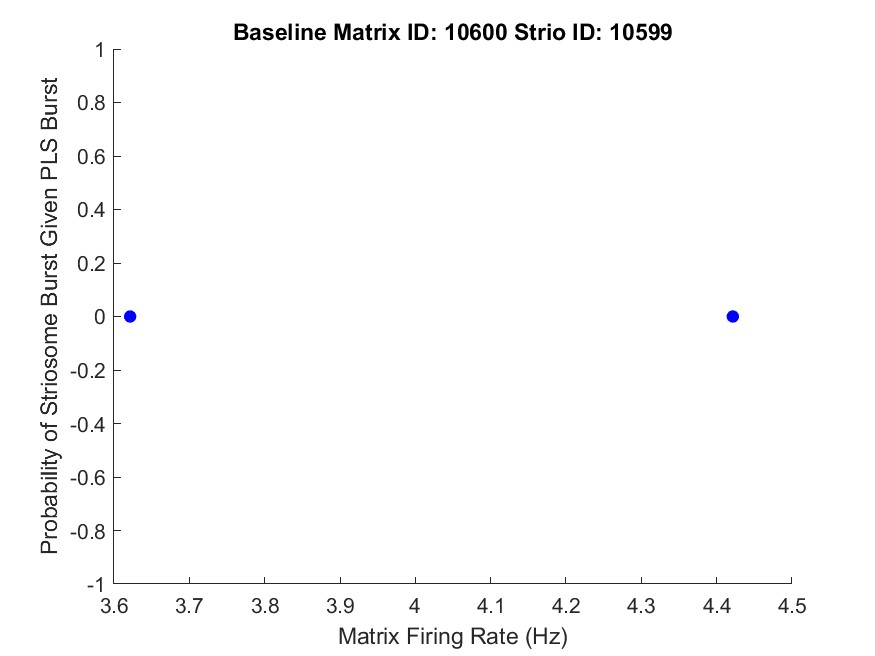 Baseline Matrix ID: 10600 Strio ID: 10599
Probability of Striosome Burst Given PLS Burst
1
0.8
0.6
0.4
0.2
0
-0.2
-0.4
-0.6
-0.8
-1
3.6 3.7 3.8 3.9 4 4.1 4.2 4.3 4.4 4.5
Matrix Firing Rate (Hz)